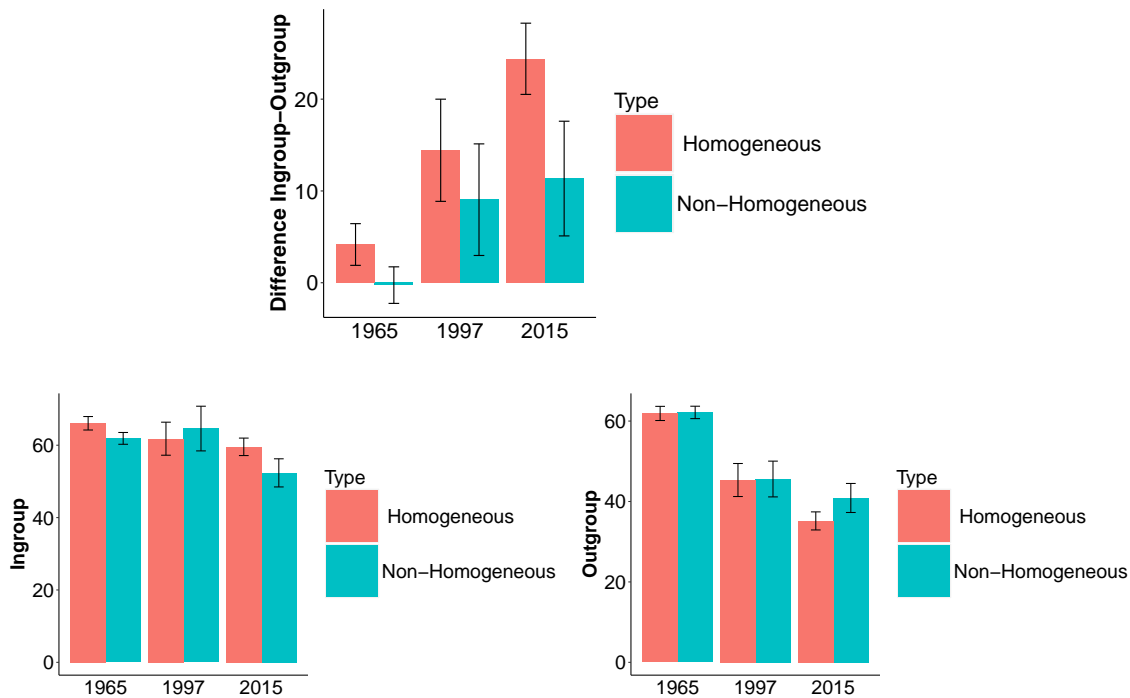 Difference Ingroup−Outgroup
20
10
0
1965 1997 2015
Type
Homogeneous
Non−Homogeneous
Ingroup
60
40
20
0
1965 1997 2015
Type
Homogeneous
Non−Homogeneous
Outgroup
60
40
20
0
1965 1997 2015
Type
Homogeneous
Non−Homogeneous